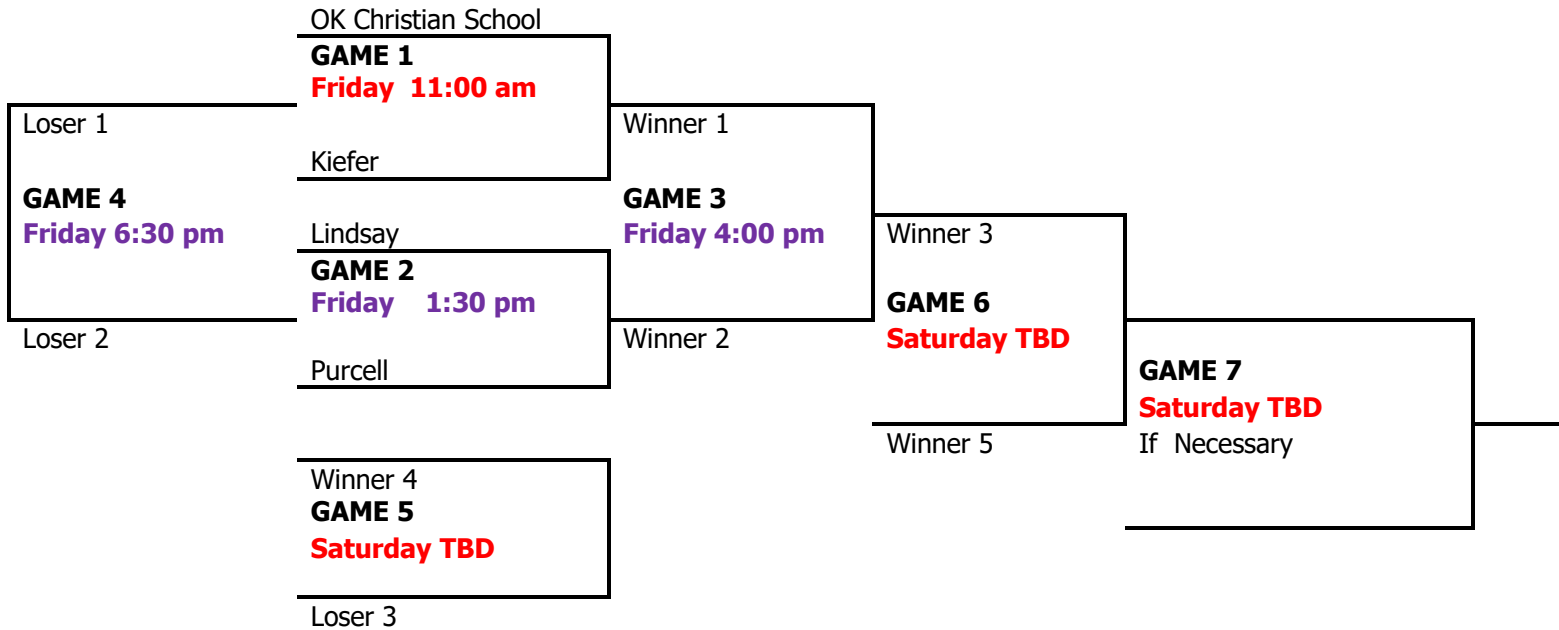 OK Christian School
GAME 1
Friday  11:00 am
Loser 1
Winner 1
Kiefer
GAME 4
Friday 6:30 pm
GAME 3
Friday 4:00 pm
Lindsay
Winner 3
GAME 2
Friday    1:30 pm
GAME 6
Saturday TBD
Loser 2
Winner 2
Purcell
GAME 7
Saturday TBD
If  Necessary
Winner 5
Winner 4
GAME 5
Saturday TBD
Loser 3